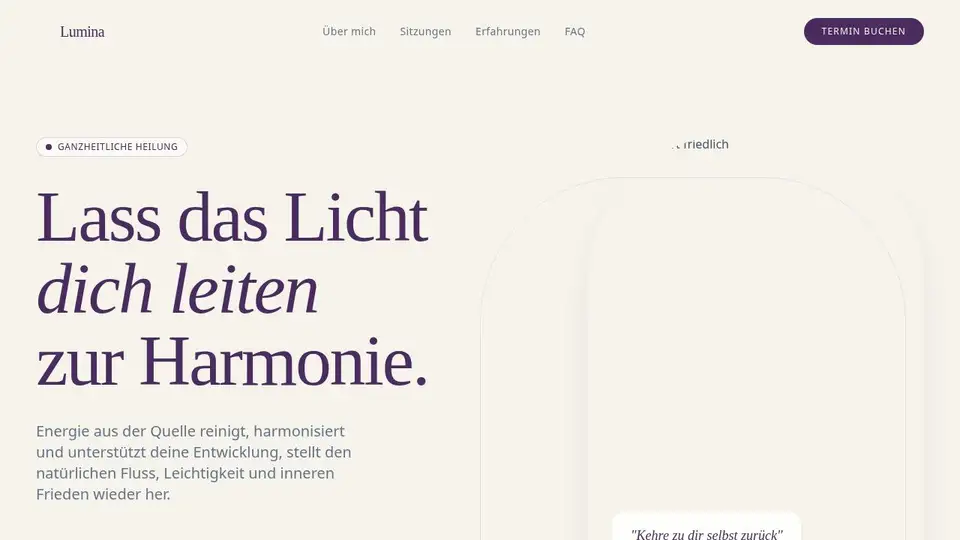 Lumina
Über mich
Sitzungen
Erfahrungen
FAQ
TERMIN BUCHEN
GANZHEITLICHE HEILUNG
Lass das Licht
dich leiten
zur Harmonie.
Energie aus der Quelle reinigt, harmonisiert
und unterstützt deine Entwicklung, stellt den
natürlichen Fluss, Leichtigkeit und inneren
Frieden wieder her.
"Kehre zu dir selbst zurück"